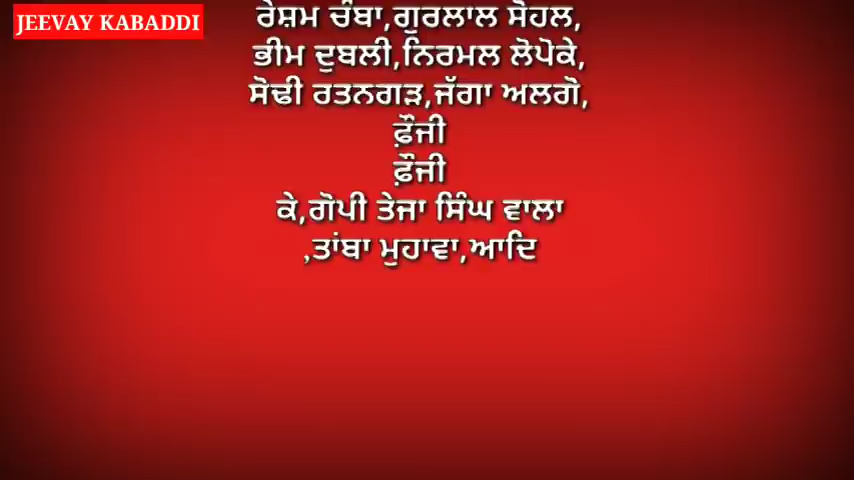 JEEVAY KABADDI
ਰੇਸ਼ਮ ਚੰਬਾ,ਗੁਰਲਾਲ ਸੋਹਲ,
ਭੀਮ ਦੁਬਲੀ,ਨਿਰਮਲ ਲੋਪੋਕੇ,
ਸੋਢੀ ਰਤਨਗੜ,ਜੱਗਾ ਅਲਗੋ,
ਫ਼ੌਜੀ
ਫ਼ੌਜੀ
ਕੇ,ਗੋਪੀ ਤੇਜਾ ਸਿੰਘ ਵਾਲਾ
,ਤਾਂਬਾ ਮੁਹਾਵਾ,ਆਦਿ